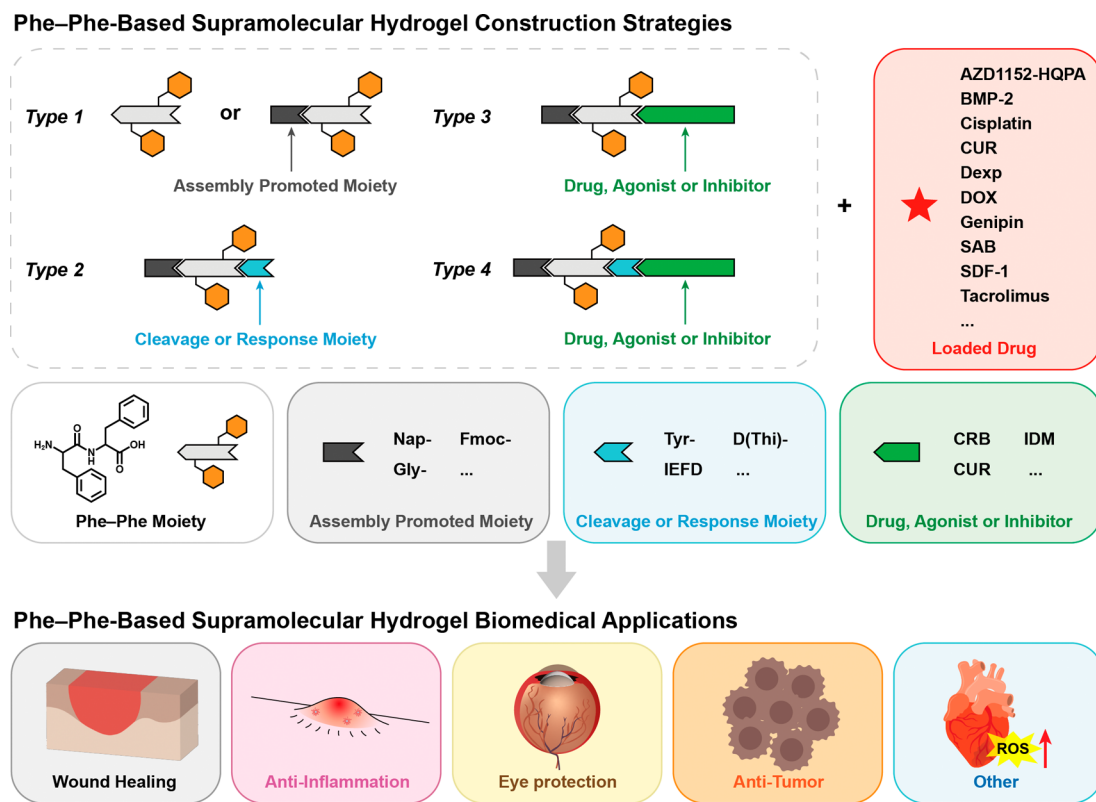 Phe–Phe-Based Supramolecular Hydrogel Construction Strategies
Type 1
or
Assembly Promoted Moiety
Type 3
Drug, Agonist or Inhibitor
Type 2
Cleavage or Response Moiety
Type 4
Drug, Agonist or Inhibitor
+
AZD1152-HQPA
BMP-2
Cisplatin
CUR
Dexp
DOX
Genipin
SAB
SDF-1
Tacrolimus
...
Loaded Drug
H₂N
O
N
H
O
OH
Phe–Phe Moiety
Nap- Fmoc-
Gly- ...
Assembly Promoted Moiety
Tyr- D(Thi)-
IEFD ...
Cleavage or Response Moiety
CRB IDM
CUR ...
Drug, Agonist or Inhibitor
Phe–Phe-Based Supramolecular Hydrogel Biomedical Applications
Wound Healing
Anti-Inflammation
Eye protection
Anti-Tumor
ROS
Other